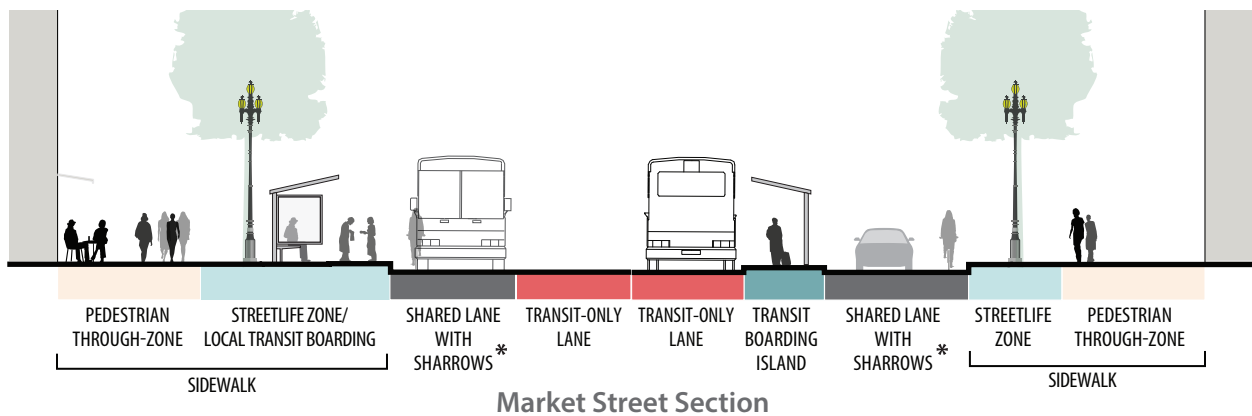 PEDESTRIAN
THROUGH-ZONE
STREETLIFE ZONE/
LOCAL TRANSIT BOARDING
SHARED LANE
WITH
SHARROWS *
TRANSIT-ONLY
LANE
TRANSIT-ONLY
LANE
TRANSIT
BOARDING
ISLAND
SHARED LANE
WITH
SHARROWS *
STREETLIFE
ZONE
PEDESTRIAN
THROUGH-ZONE
SIDEWALK
SIDEWALK
Market Street Section